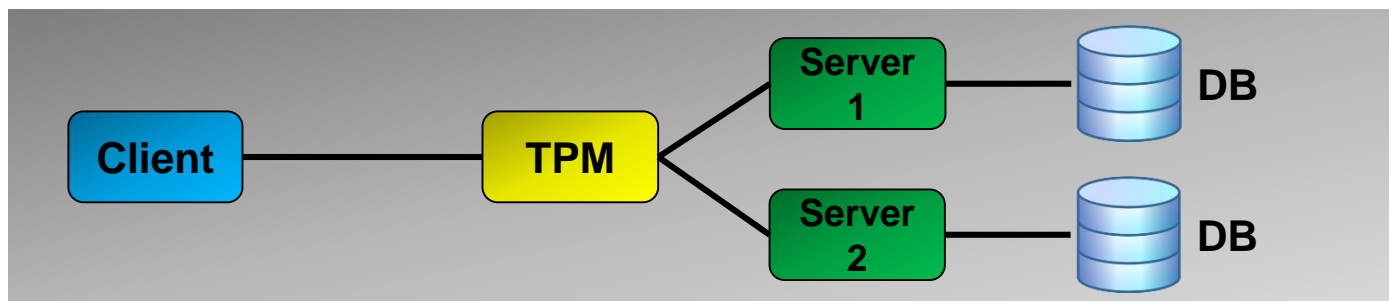 Client
TPM
Server
1
DB
Server
2
DB